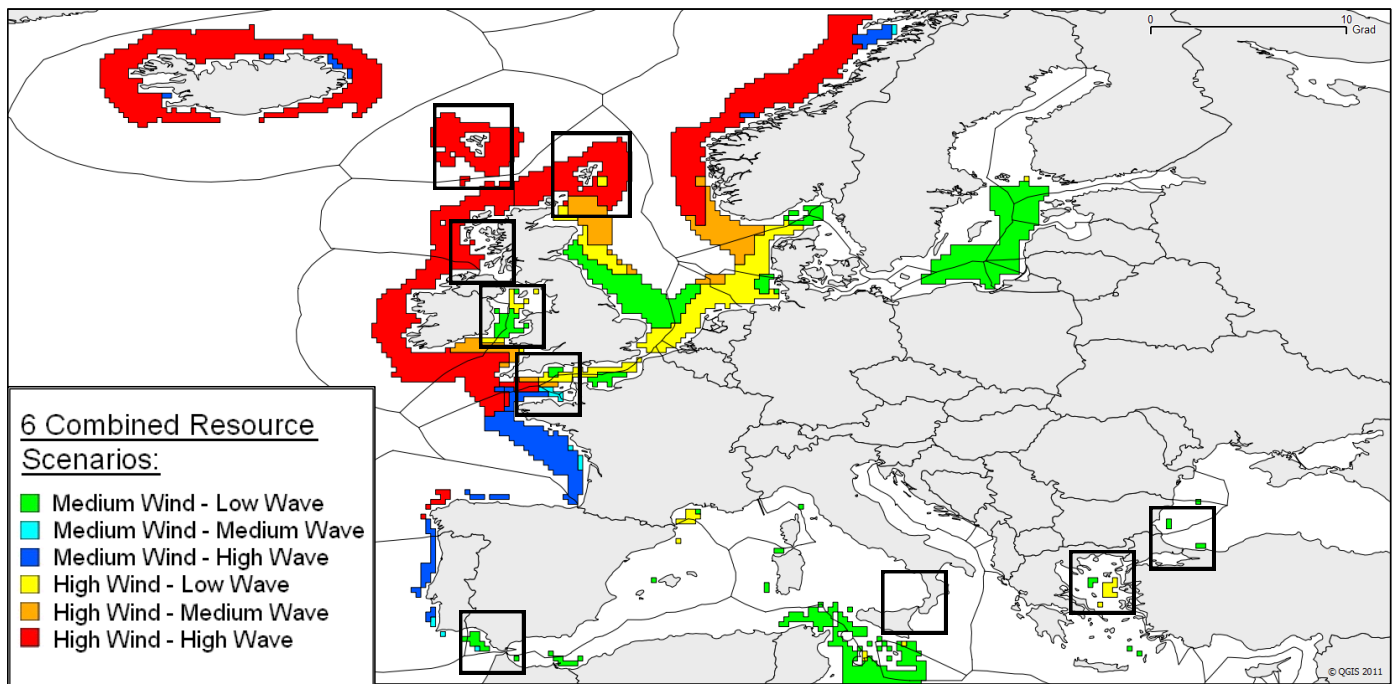 0 10
Grad
6 Combined Resource
Scenarios:
Medium Wind - Low Wave
Medium Wind - Medium Wave
Medium Wind - High Wave
High Wind - Low Wave
High Wind - Medium Wave
High Wind - High Wave
© QGIS 2011